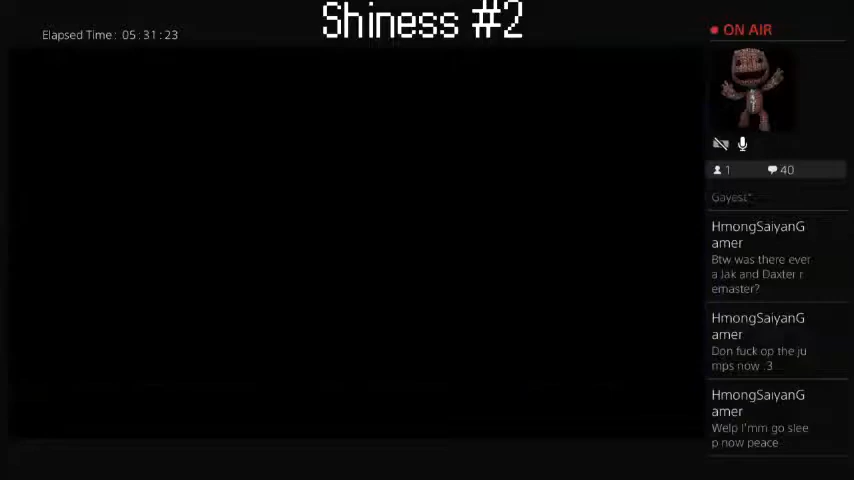 Shiness #2
Elapsed Time: 05:31:23
ON AIR
1 40
Gayest*
HmongSaiyanG
amer
Btw was there ever
a Jak and Daxter r
emaster?
HmongSaiyanG
amer
Don fuck op the ju
mps now :3
HmongSaiyanG
amer
Welp I'mm go slee
p now peace